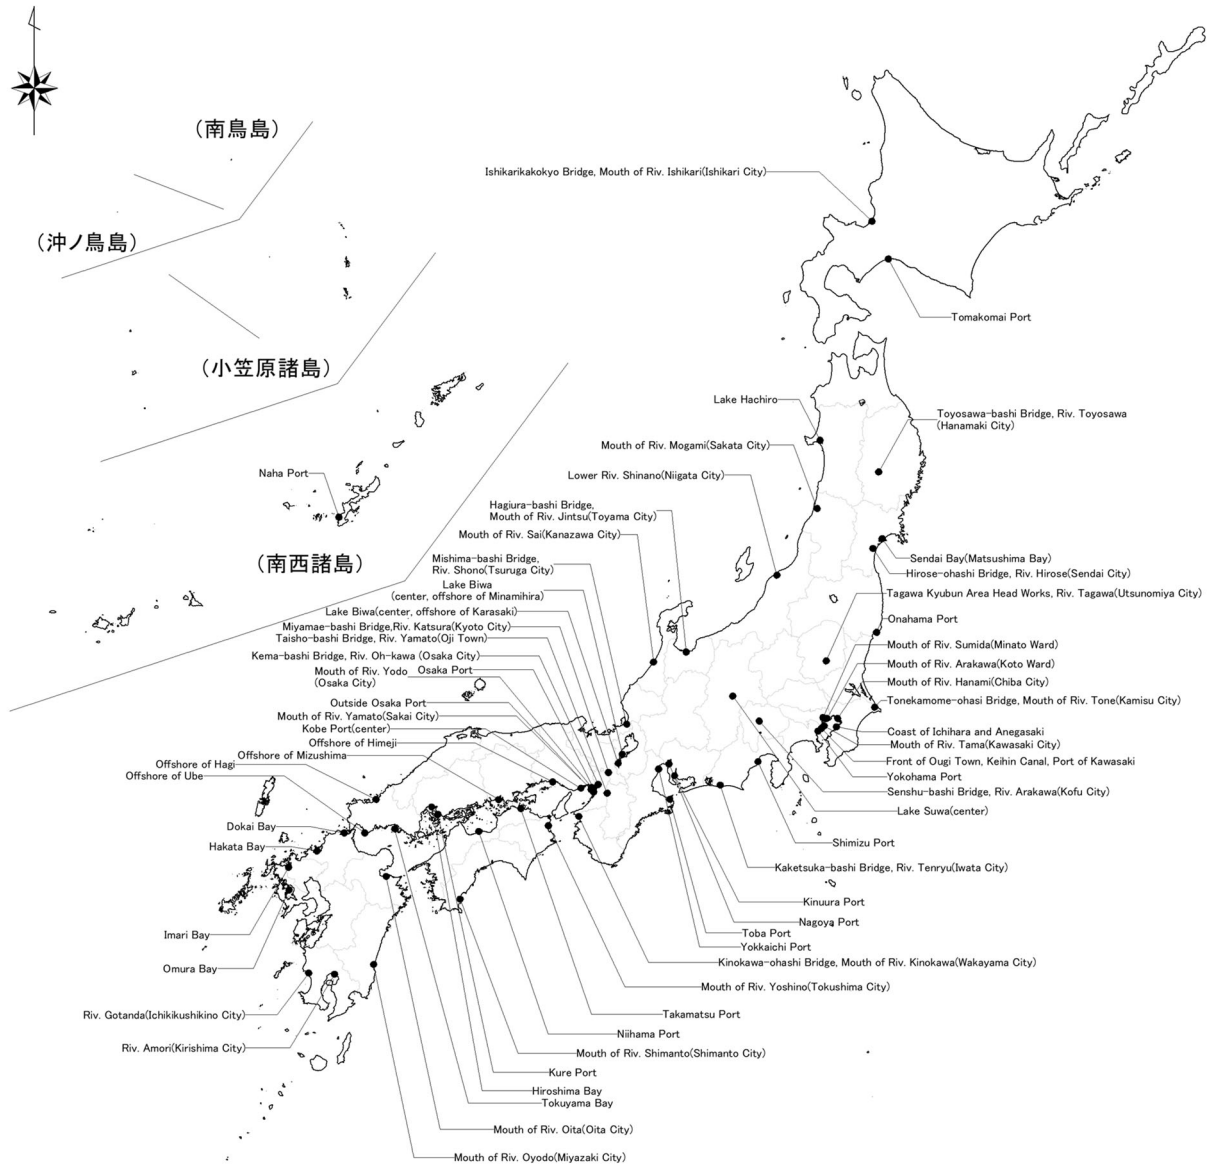 （南鳥島）
（沖ノ鳥島）
（小笠原諸島）
（南西諸島）
Ishikarikakokyo Bridge, Mouth of Riv. Ishikari(Ishikari City)
Tomakomai Port
Lake Hachiro
Toyosawa-bashi Bridge, Riv. Toyosawa
(Hanamaki City)
Mouth of Riv. Mogami(Sakata City)
Lower Riv. Shinano(Niigata City)
Naha Port
Hagiura-bashi Bridge,
Mouth of Riv. Jintsu(Toyama City)
Mouth of Riv. Sai(Kanazawa City)
Mishima-bashi Bridge,
Riv. Shono(Tsuruga City)
Lake Biwa
(center, offshore of Minamihira)
Lake Biwa(center, offshore of Karasaki)
Miyamae-bashi Bridge,Riv. Katsura(Kyoto City)
Taisho-bashi Bridge, Riv. Yamato(Oji Town)
Kema-bashi Bridge, Riv. Oh-kawa (Osaka City)
Mouth of Riv. Yodo
(Osaka City)
Osaka Port
Outside Osaka Port
Mouth of Riv. Yamato(Sakai City)
Kobe Port(center)
Offshore of Himeji
Offshore of Mizushima
Offshore of Hagi
Offshore of Ube
Dokai Bay
Hakata Bay
Imari Bay
Omura Bay
Riv. Gotanda(Ichikikushikino City)
Riv. Amori(Kirishima City)
Sendai Bay(Matsushima Bay)
Hirose-ohashi Bridge, Riv. Hirose(Sendai City)
Tagawa Kyubun Area Head Works, Riv. Tagawa(Utsunomiya City)
Onahama Port
Mouth of Riv. Sumida(Minato Ward)
Mouth of Riv. Arakawa(Koto Ward)
Mouth of Riv. Hanami(Chiba City)
Tonekamome-ohasi Bridge, Mouth of Riv. Tone(Kamisu City)
Coast of Ichihara and Anegasaki
Mouth of Riv. Tama(Kawasaki City)
Front of Ougi Town, Keihin Canal, Port of Kawasaki
Yokohama Port
Senshu-bashi Bridge, Riv. Arakawa(Kofu City)
Lake Suwa(center)
Shimizu Port
Kaketsuka-bashi Bridge, Riv. Tenryu(Iwata City)
Kinuura Port
Nagoya Port
Toba Port
Yokkaichi Port
Kinokawa-ohashi Bridge, Mouth of Riv. Kinokawa(Wakayama City)
Mouth of Riv. Yoshino(Tokushima City)
Takamatsu Port
Niihama Port
Mouth of Riv. Shimanto(Shimanto City)
Kure Port
Hiroshima Bay
Tokuyama Bay
Mouth of Riv. Oita(Oita City)
Mouth of Riv. Oyodo(Miyazaki City)